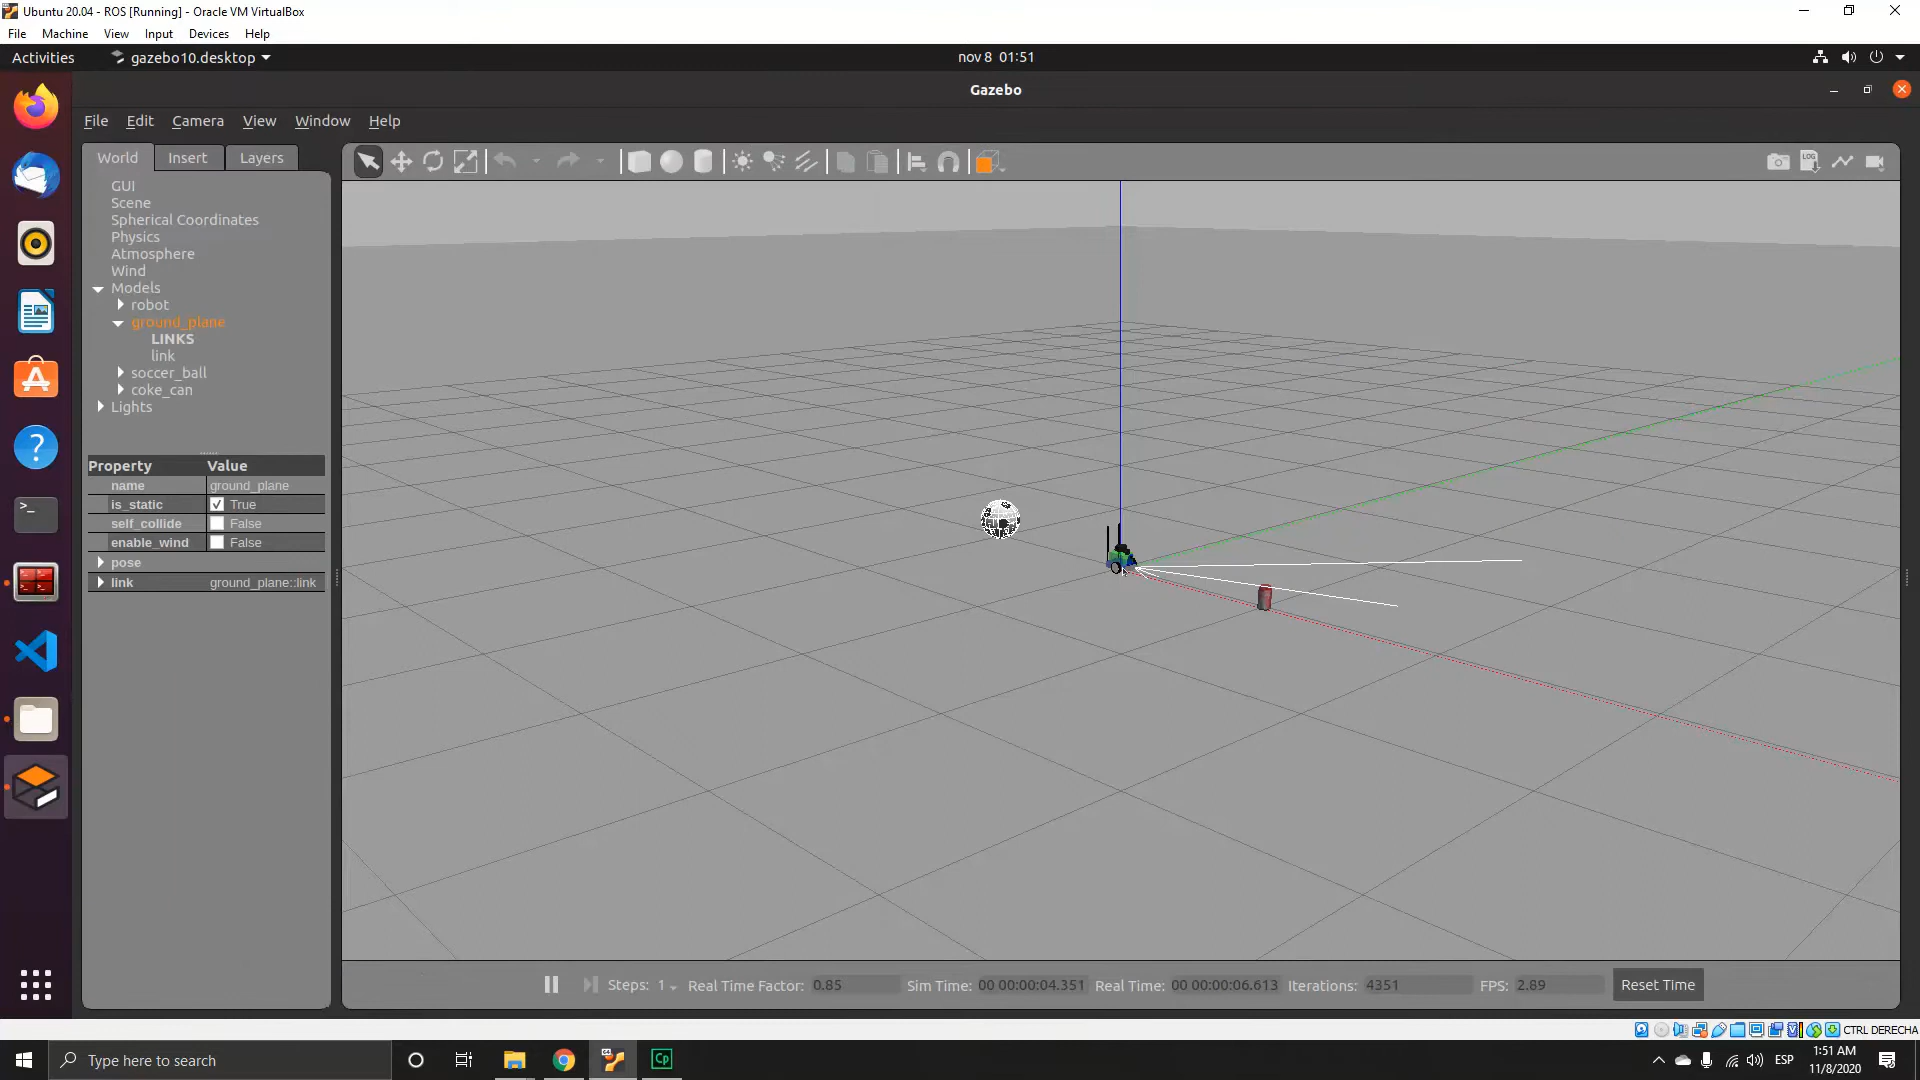 Ubuntu 20.04 - ROS [Running] - Oracle VM VirtualBox
File Machine View Input Devices Help
Activities gazebo10.desktop nov 8 01:51
Gazebo
File Edit Camera View Window Help
World Insert Layers
LOG
GUI
Scene
Spherical Coordinates
Physics
Atmosphere
Wind
Models
robot
ground_plane
LINKS
link
soccer_ball
coke_can
Lights
Property Value
name ground_plane
is_static True
self_collide False
enable_wind False
pose
link ground_plane::link
Steps: 1 Real Time Factor: 0.85 Sim Time: 00 00:00:04.351 Real Time: 00 00:00:06.613 Iterations: 4351 FPS: 2.89 Reset Time
CTRL DERECHA
Type here to search
Cp
ESP
1:51 AM
11/8/2020